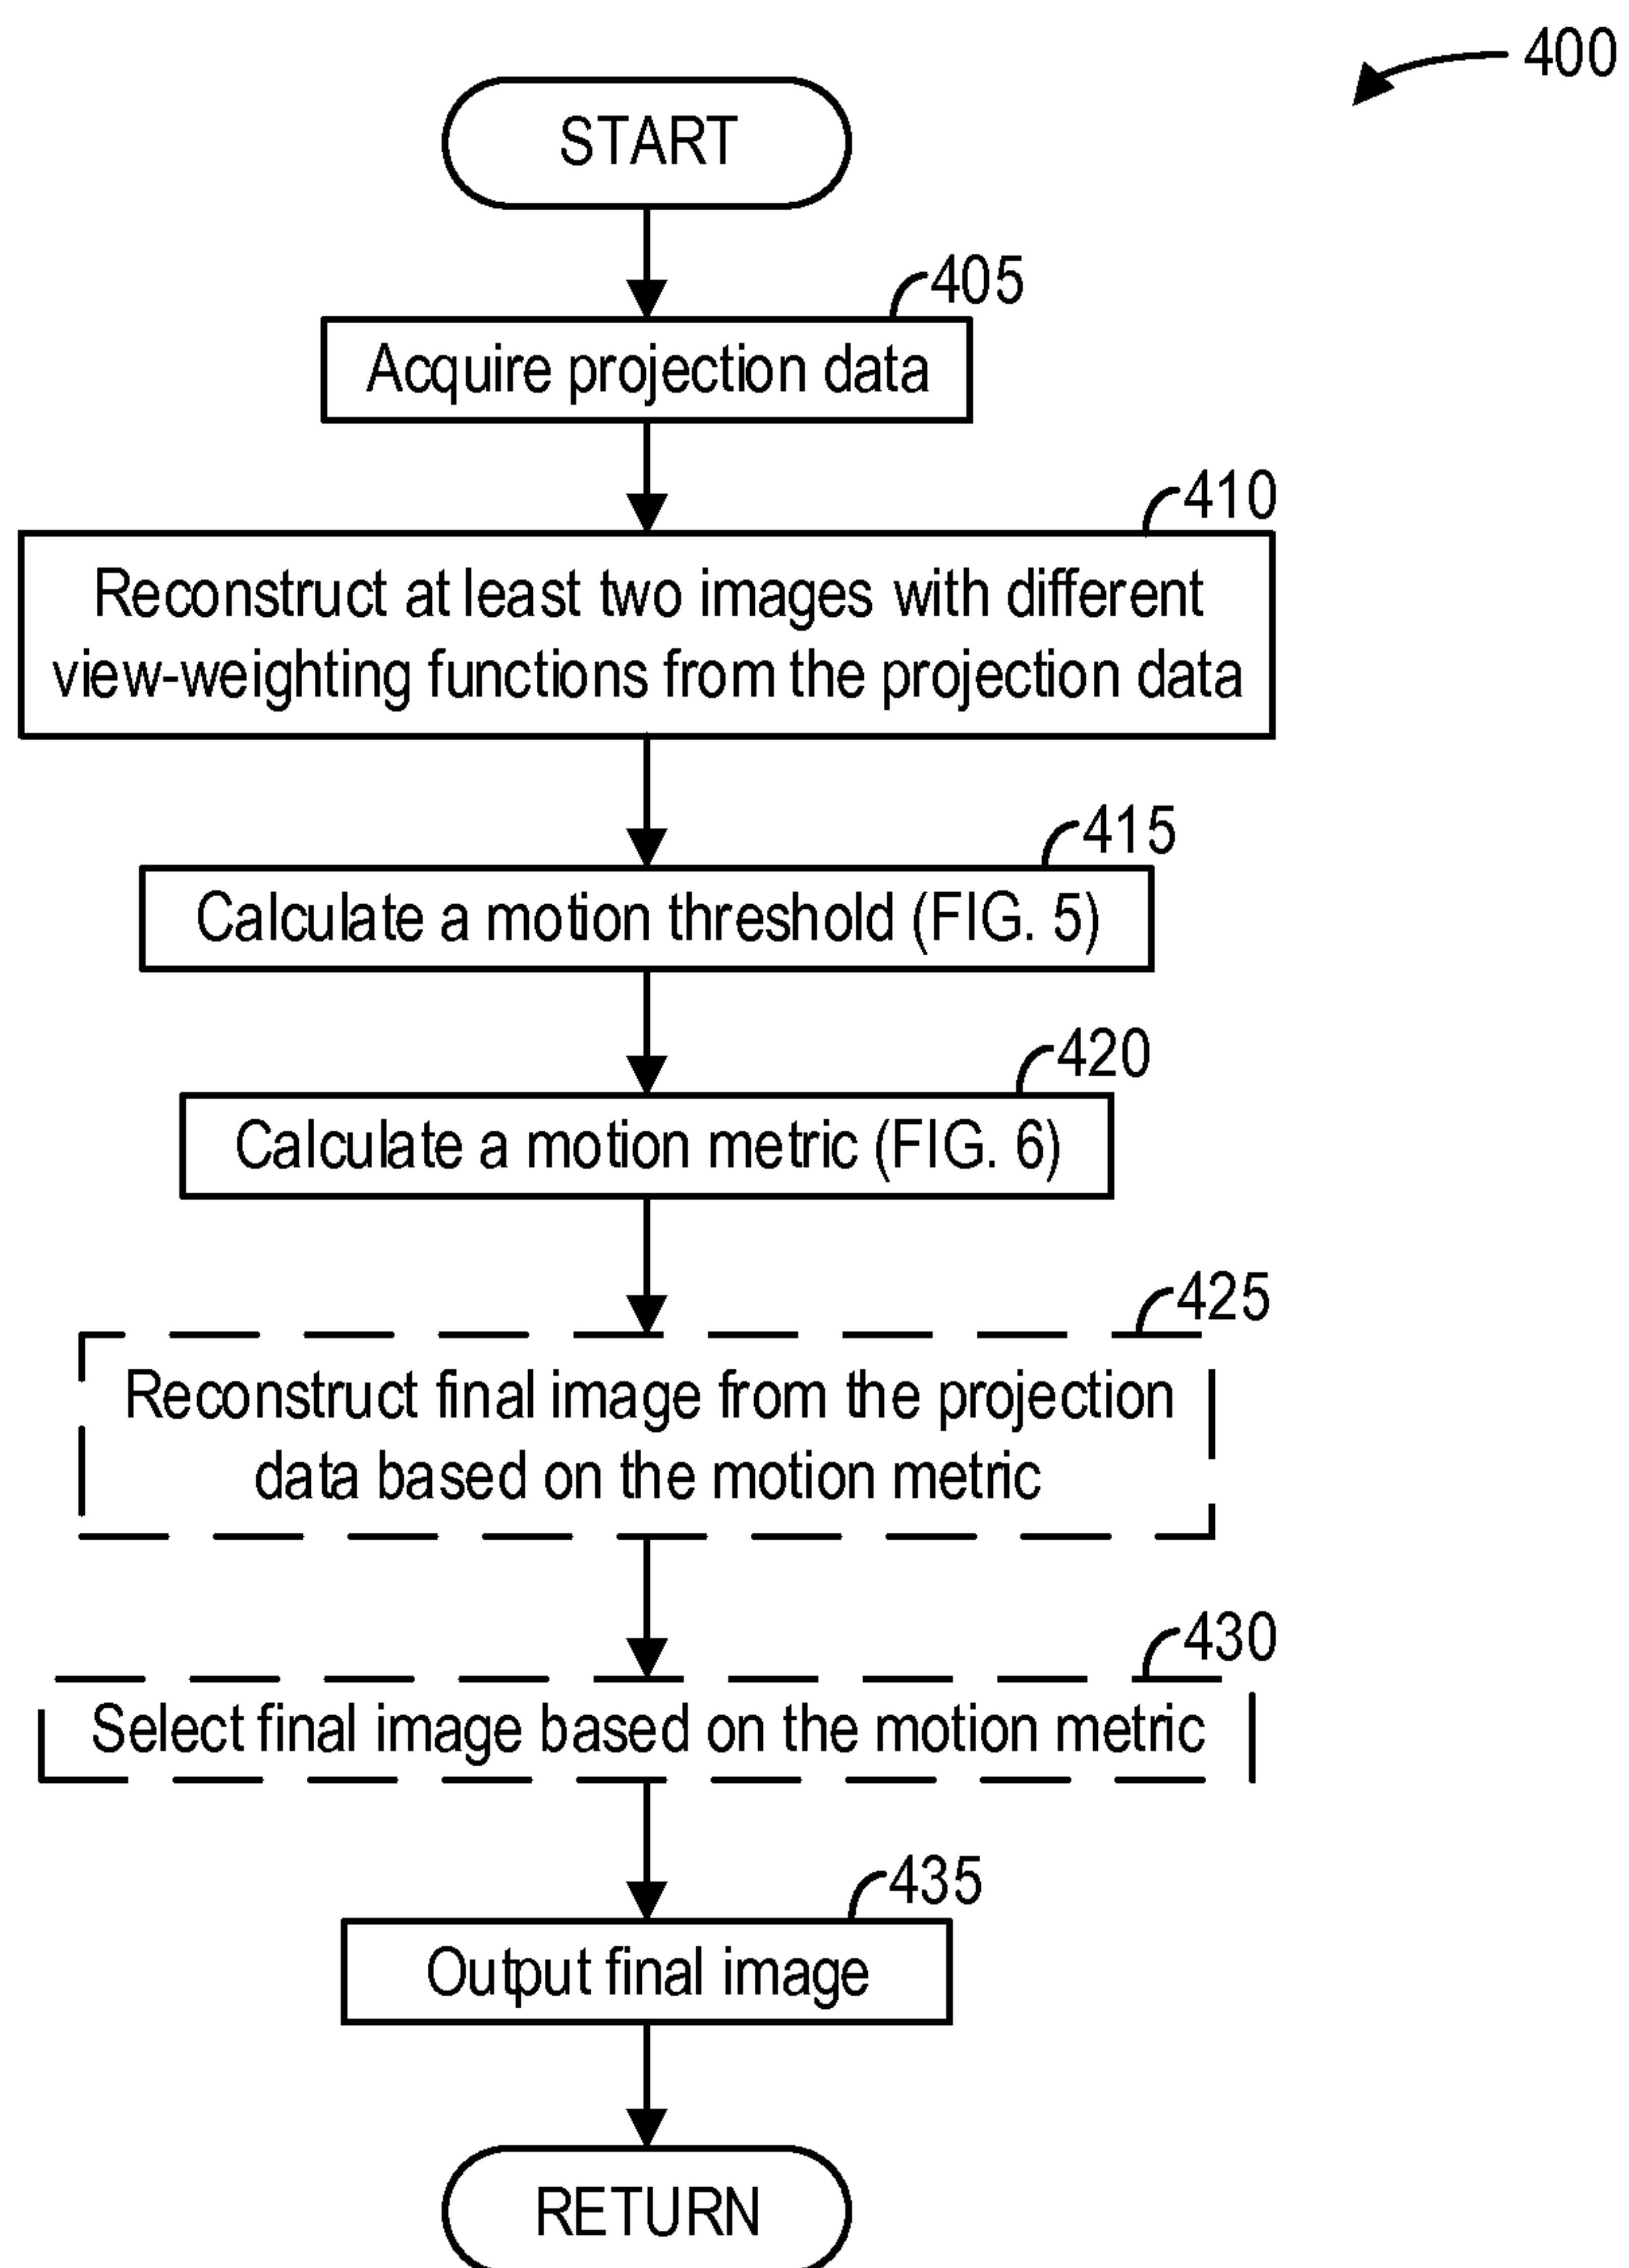 400
START
405
Acquire projection data
410
Reconstruct at least two images with different
view-weighting functions from the projection data
415
Calculate a motion threshold (FIG. 5)
420
Calculate a motion metric (FIG. 6)
425
Reconstruct final image from the projection
data based on the motion metric
430
Select final image based on the motion metric
435
Output final image
RETURN